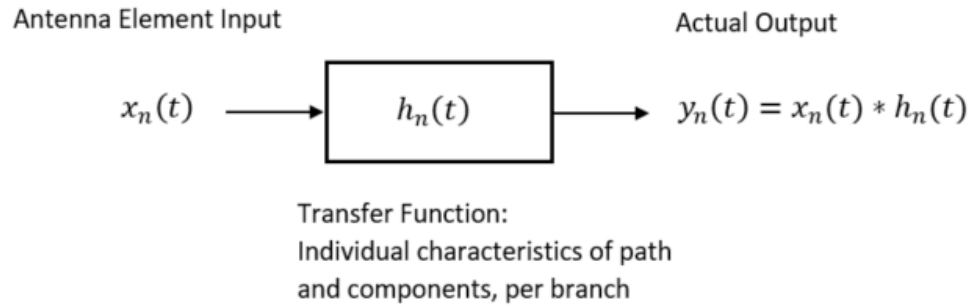 Antenna Element Input
Actual Output
xₙ(t)
hₙ(t)
yₙ(t) = xₙ(t) * hₙ(t)
Transfer Function:
Individual characteristics of path
and components, per branch